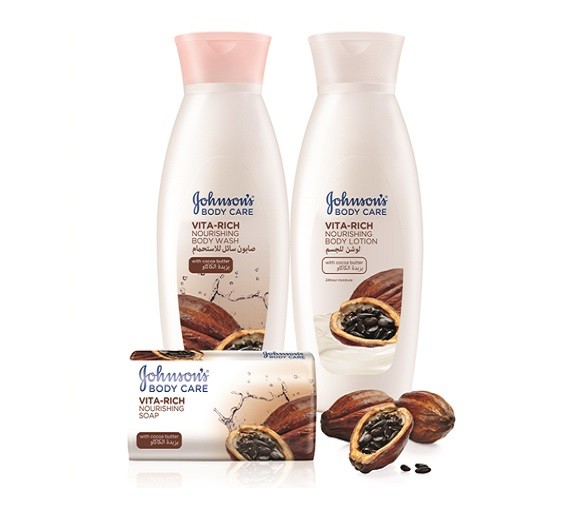 Johnson's
BODY CARE
VITA-RICH
NOURISHING
BODY WASH
صابون سائل للاستحمام
with cocoa butter
بزبدة الكاكاو
Johnson's
BODY CARE
VITA-RICH
NOURISHING
BODY LOTION
لوشن للجسم
with cocoa butter
بزبدة الكاكاو
24hour moisture
Johnson's
BODY CARE
Johnson's
BODY CARE
VITA-RICH
NOURISHING
SOAP
with cocoa butter
بزبدة الكاكاو